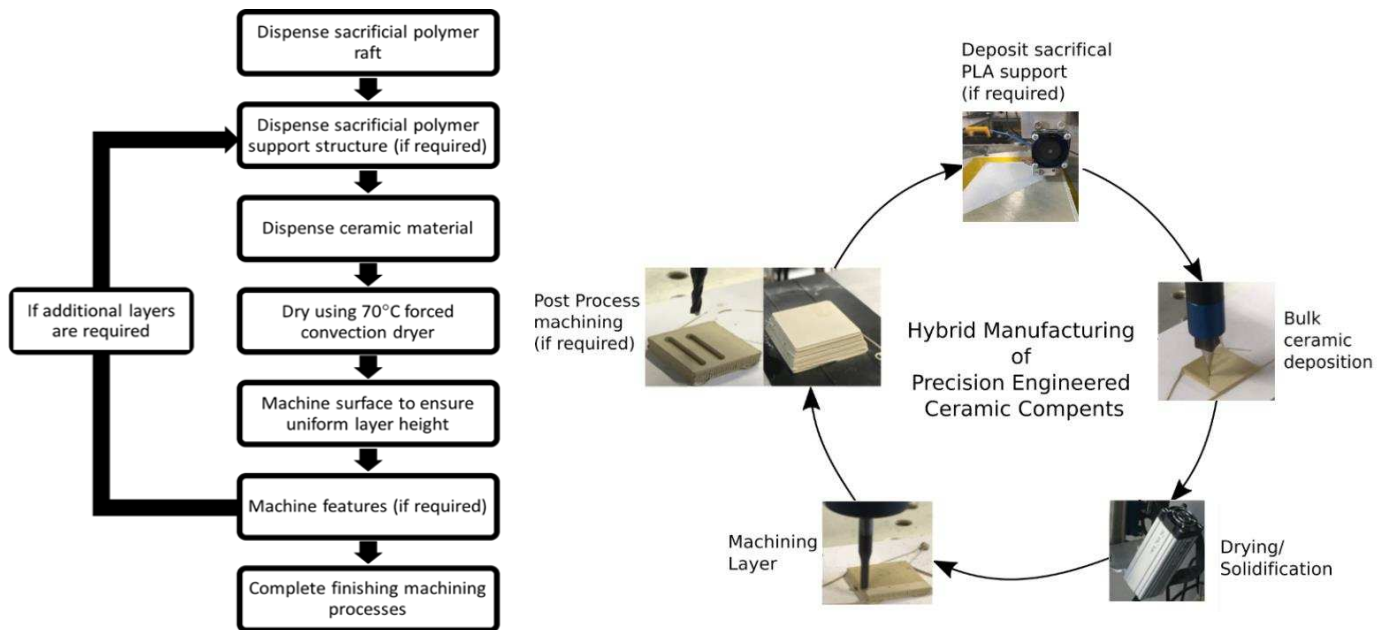 Dispense sacrificial polymer
raft
Dispense sacrificial polymer
support structure (if required)
Dispense ceramic material
Dry using 70°C forced
convection dryer
Machine surface to ensure
uniform layer height
Machine features (if required)
Complete finishing machining
processes
If additional layers
are required
Deposit sacrifical
PLA support
(if required)
Bulk
ceramic
deposition
Drying/
Solidification
Machining
Layer
Post Process
machining
(if required)
Hybrid Manufacturing
of
Precision Engineered
Ceramic Compents